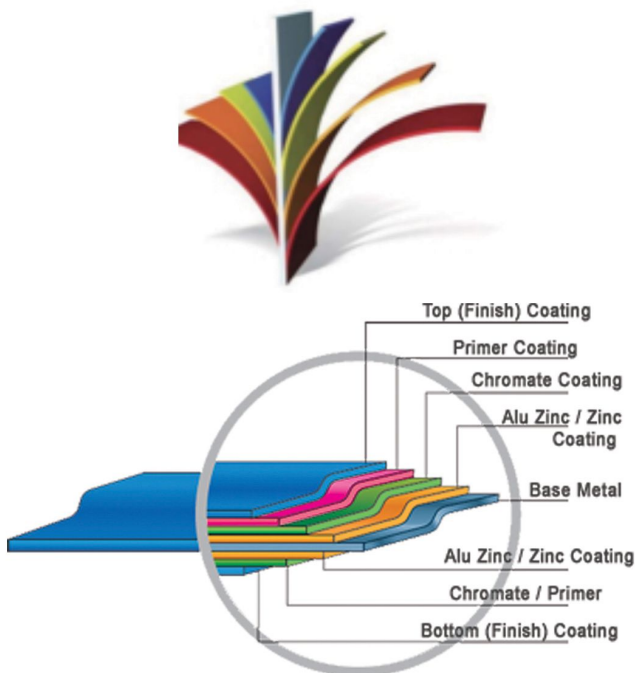 Top (Finish) Coating
Primer Coating
Chromate Coating
Alu Zinc / Zinc
Coating
Base Metal
Alu Zinc / Zinc Coating
Chromate / Primer
Bottom (Finish) Coating